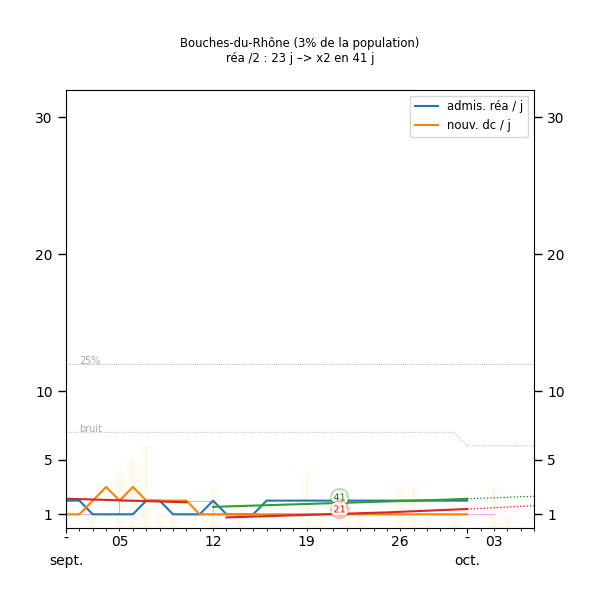 Bouches-du-Rhône (3% de la population)
réa /2 : 23 j –> x2 en 41 j
admis. réa / j
nouv. dc / j
30
30
20
20
25%
10
10
bruit
5
5
41
21
1
1
- 05 12 19 26 - 03
sept. oct.